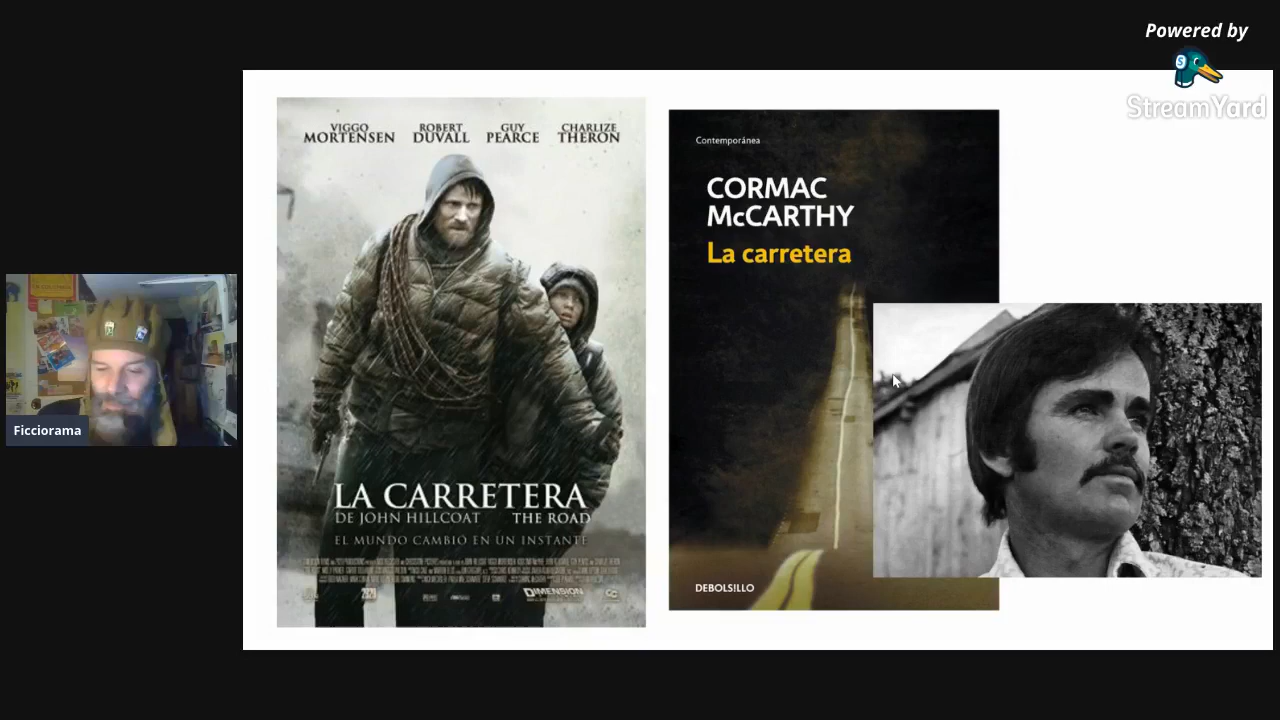 Powered by
StreamYard
VIGGO MORTENSEN
ROBERT DUVALL
GUY PEARCE
CHARLIZE THERON
LA CARRETERA
DE JOHN HILLCOAT THE ROAD
EL MUNDO CAMBIÓ EN UN INSTANTE
DIMENSION
Contemporánea
CORMAC
McCARTHY
La carretera
DEBOLSILLO
Ficciorama